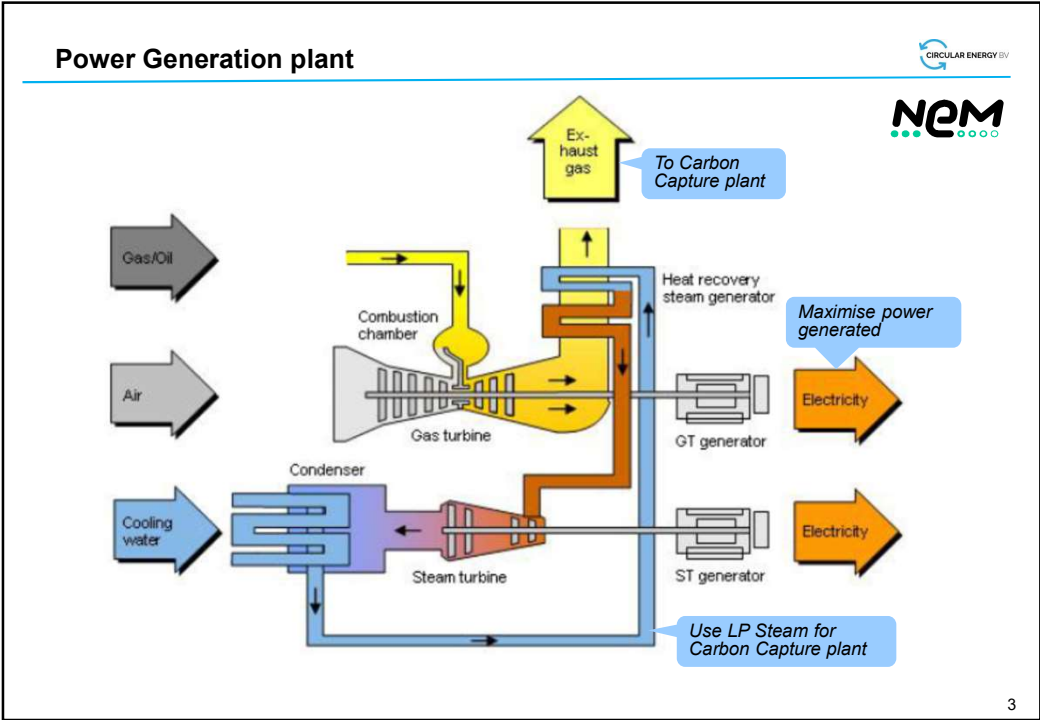 Power Generation plant
CIRCULAR ENERGY BV
NEM
Ex-
haust
gas
To Carbon
Capture plant
Gas/Oil
Heat recovery
steam generator
Combustion
chamber
Maximise power
generated
Air
Electricity
Gas turbine
GT generator
Condenser
Cooling
water
Electricity
Steam turbine
ST generator
Use LP Steam for
Carbon Capture plant
3